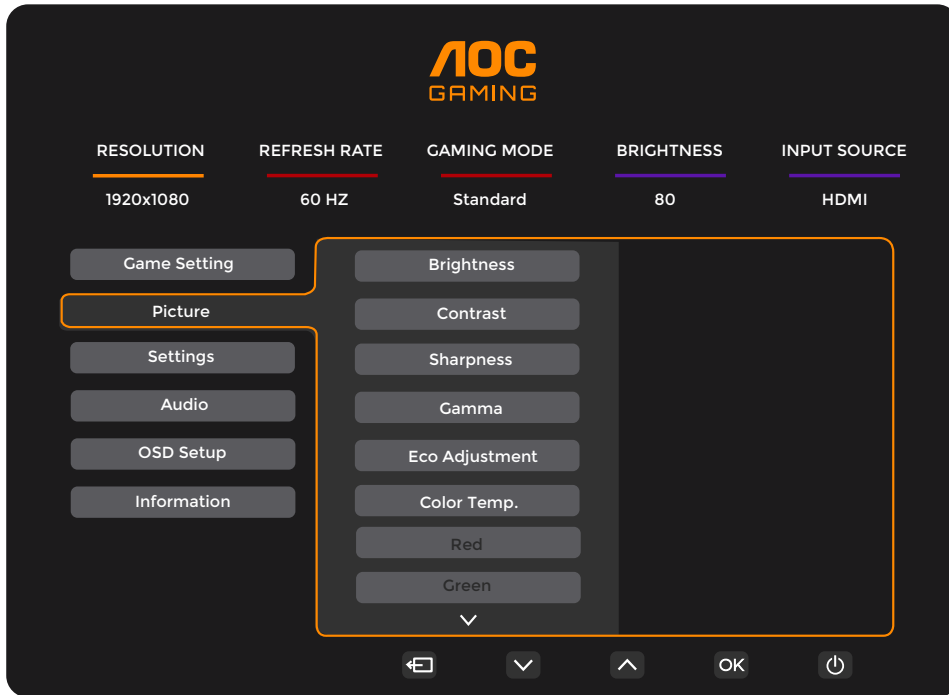 AOC
GAMING
RESOLUTION REFRESH RATE GAMING MODE BRIGHTNESS INPUT SOURCE
1920x1080 60 HZ Standard 80 HDMI
Game Setting
Picture
Settings
Audio
OSD Setup
Information
Brightness
Contrast
Sharpness
Gamma
Eco Adjustment
Color Temp.
Red
Green
OK